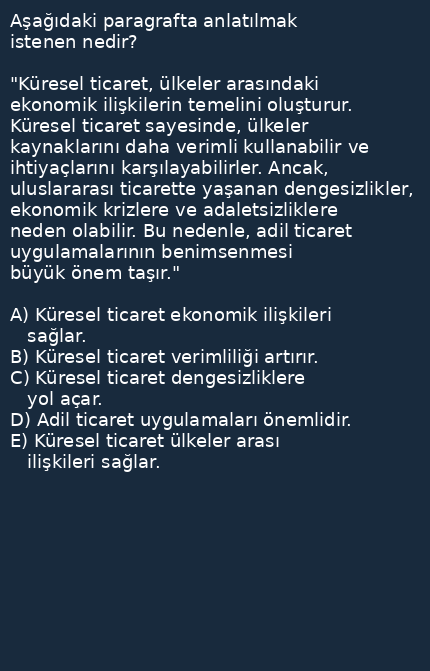 Aşağıdaki paragrafta anlatılmak
istenen nedir?
"Küresel ticaret, ülkeler arasındaki
ekonomik ilişkilerin temelini oluşturur.
Küresel ticaret sayesinde, ülkeler
kaynaklarını daha verimli kullanabilir ve
ihtiyaçlarını karşılayabilirler. Ancak,
uluslararası ticarette yaşanan dengesizlikler,
ekonomik krizlere ve adaletsizliklere
neden olabilir. Bu nedenle, adil ticaret
uygulamalarının benimsenmesi
büyük önem taşır."
A) Küresel ticaret ekonomik ilişkileri
sağlar.
B) Küresel ticaret verimliliği artırır.
C) Küresel ticaret dengesizliklere
yol açar.
D) Adil ticaret uygulamaları önemlidir.
E) Küresel ticaret ülkeler arası
ilişkileri sağlar.